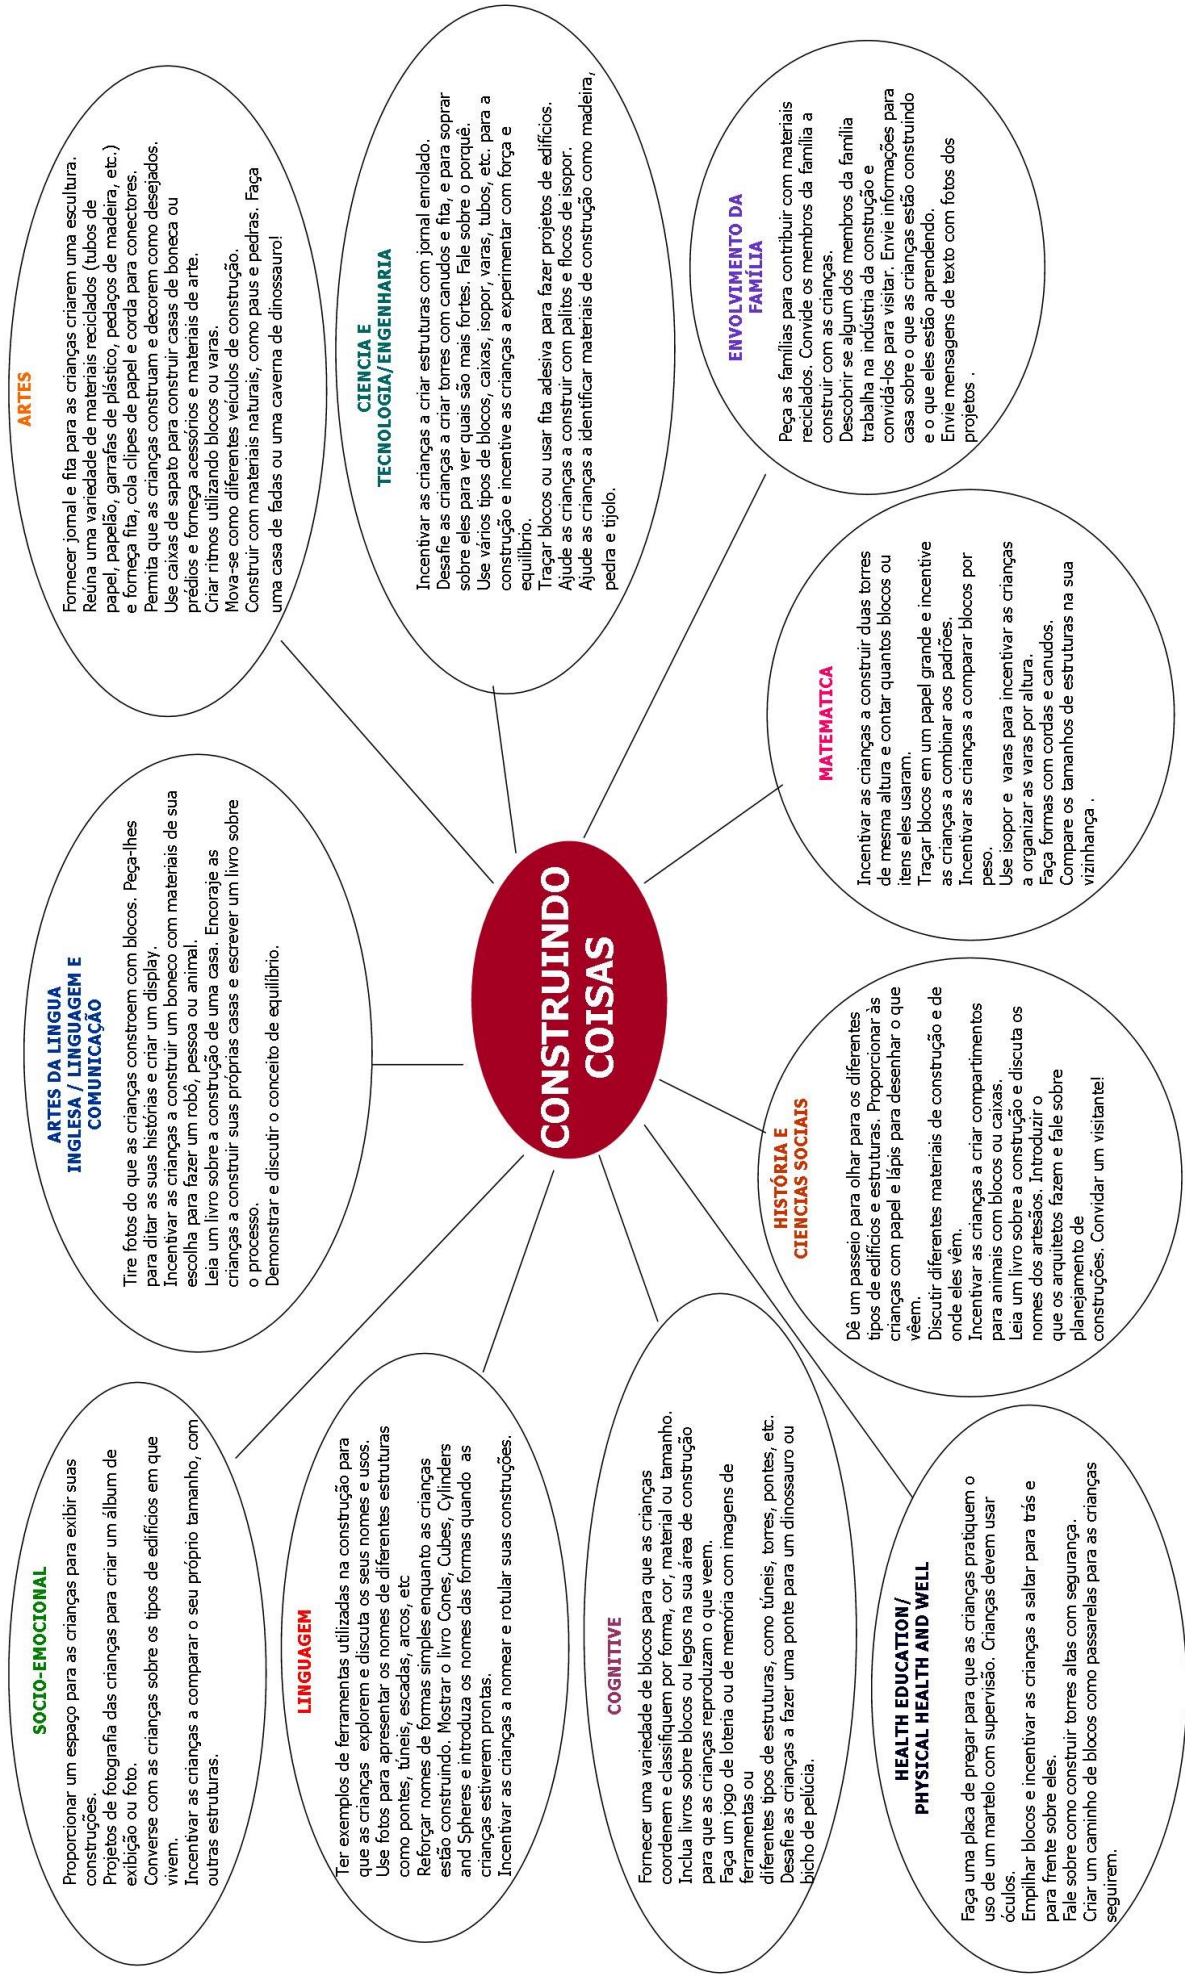 SOCIO-EMOCIONAL
Proporcionar um espaço para as crianças para exibir suas
construções.
Projetos de fotografia das crianças para criar um álbum de
exibição ou foto.
Converse com as crianças sobre os tipos de edifícios em que
vivem.
Incentivar as crianças a comparar o seu próprio tamanho, com
outras estruturas.
ARTES DA LINGUA
INGLESA / LINGUAGEM E
COMUNICAÇÃO
Tire fotos do que as crianças constroem com blocos. Peça-lhes
para ditar as suas histórias e criar um display.
Incentivar as crianças a construir um boneco com materiais de sua
escolha para fazer um robô, pessoa ou animal.
Leia um livro sobre a construção de uma casa. Encoraje as
crianças a construir suas próprias casas e escrever um livro sobre
o processo.
Demonstrar e discutir o conceito de equilíbrio.
ARTES
Fornecer jornal e fita para as crianças criarem uma escultura.
Reúna uma variedade de materiais reciclados (tubos de
papel, papelão, garrafas de plástico, pedaços de madeira, etc.)
e forneça fita, cola clipes de papel e corda para conectores.
Permita que as crianças construam e decorem como desejados.
Use caixas de sapato para construir casas de boneca ou
prédios e forneça acessórios e materiais de arte.
Criar ritmos utilizando blocos ou varas.
Mova-se como diferentes veículos de construção.
Construir com materiais naturais, como paus e pedras. Faça
uma casa de fadas ou uma caverna de dinossauro!
LINGUAGEM
Ter exemplos de ferramentas utilizadas na construção para
que as crianças explorem e discuta os seus nomes e usos.
Use fotos para apresentar os nomes de diferentes estruturas
como pontes, túneis, escadas, arcos, etc
Reforçar nomes de formas simples enquanto as crianças
estão construindo. Mostrar o livro Cones, Cubes, Cylinders
and Spheres e introduza os nomes das formas quando as
crianças estiverem prontas.
Incentivar as crianças a nomear e rotular suas construções.
CIENCIA E
TECNOLOGIA/ENGENHARIA
Incentivar as crianças a criar estruturas com jornal enrolado.
Desafie as crianças a criar torres com canudos e fita, e para soprar
sobre eles para ver quais são mais fortes. Fale sobre o porquê.
Use vários tipos de blocos, caixas, isopor, varas, tubos, etc. para a
construção e incentive as crianças a experimentar com força e
equilíbrio.
Traçar blocos ou usar fita adesiva para fazer projetos de edifícios.
Ajude as crianças a construir com palitos e flocos de isopor.
Ajude as crianças a identificar materiais de construção como madeira,
pedra e tijolo.
CONSTRUINDO
COISAS
COGNITIVE
Fornecer uma variedade de blocos para que as crianças
coordenem e classifiquem por forma, cor, material ou tamanho.
Inclua livros sobre blocos ou legos na sua área de construção
para que as crianças reproduzam o que veem.
Faça um jogo de loteria ou de memória com imagens de
ferramentas ou
diferentes tipos de estruturas, como túneis, torres, pontes, etc.
Desafie as crianças a fazer uma ponte para um dinossauro ou
bicho de pelúcia.
ENVOLVIMENTO DA
FAMÍLIA
Peça as famílias para contribuir com materiais
reciclados. Convide os membros da família a
construir com as crianças.
Descobrir se algum dos membros da família
trabalha na indústria da construção e
convidá-los para visitar. Envie informações para
casa sobre o que as crianças estão construindo
e o que eles estão aprendendo.
Envie mensagens de texto com fotos dos
projetos .
HEALTH EDUCATION/
PHYSICAL HEALTH AND WELL
Faça uma placa de pregar para que as crianças pratiquem o
uso de um martelo com supervisão. Crianças devem usar
óculos.
Empilhar blocos e incentivar as crianças a saltar para trás e
para frente sobre eles.
Fale sobre como construir torres altas com segurança.
Criar um caminho de blocos como passarelas para as crianças
seguirem.
HISTÓRIA E
CIENCIAS SOCIAIS
Dê um passeio para olhar para os diferentes
tipos de edifícios e estruturas. Proporcionar às
crianças com papel e lápis para desenhar o que
vêem.
Discutir diferentes materiais de construção e de
onde eles vêm.
Incentivar as crianças a criar compartimentos
para animais com blocos ou caixas.
Leia um livro sobre a construção e discuta os
nomes dos artesãos. Introduzir o
que os arquitetos fazem e fale sobre
planejamento de
construções. Convidar um visitante!
MATEMATICA
Incentivar as crianças a construir duas torres
de mesma altura e contar quantos blocos ou
itens eles usaram.
Traçar blocos em um papel grande e incentive
as crianças a combinar aos padrões.
Incentivar as crianças a comparar blocos por
peso.
Use isopor e varas para incentivar as crianças
a organizar as varas por altura.
Faça formas com cordas e canudos.
Compare os tamanhos de estruturas na sua
vizinhança .